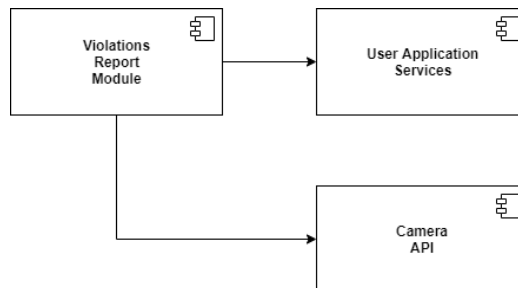 Violations
Report
Module
User Application
Services
Camera
API